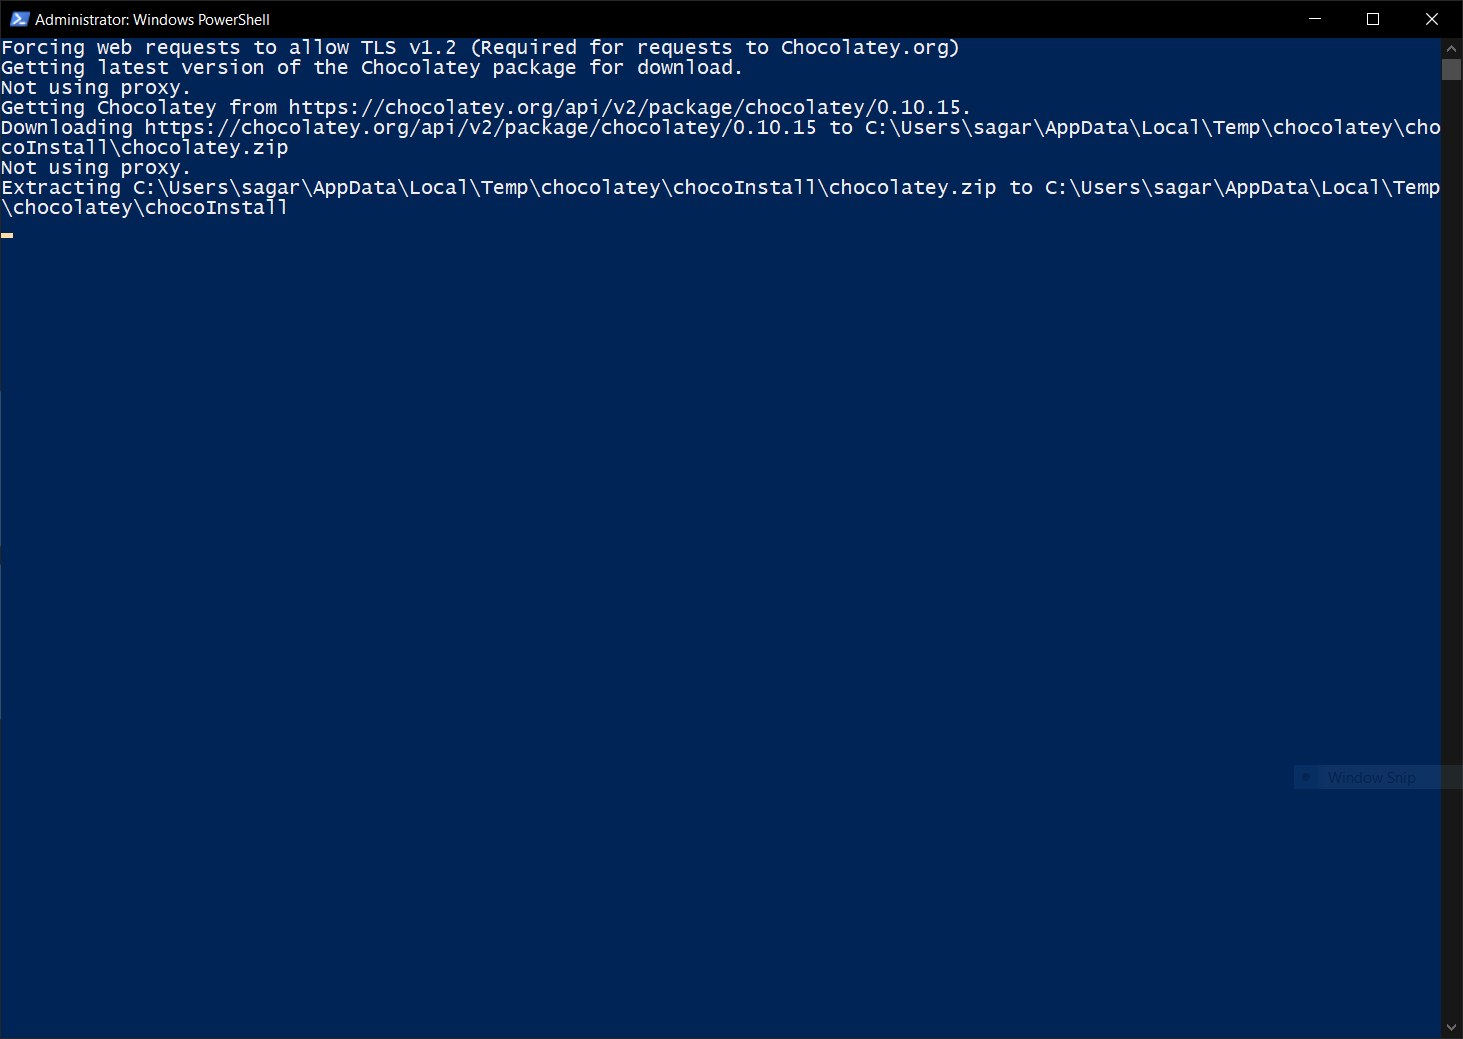 Administrator: Windows PowerShell
Forcing web requests to allow TLS v1.2 (Required for requests to Chocolatey.org)
Getting latest version of the Chocolatey package for download.
Not using proxy.
Getting Chocolatey from https://chocolatey.org/api/v2/package/chocolatey/0.10.15.
Downloading https://chocolatey.org/api/v2/package/chocolatey/0.10.15 to C:\Users\sagar\AppData\Local\Temp\chocolatey\cho
coInstall\chocolatey.zip
Not using proxy.
Extracting C:\Users\sagar\AppData\Local\Temp\chocolatey\chocoInstall\chocolatey.zip to C:\Users\sagar\AppData\Local\Temp
\chocolatey\chocoInstall
Window Snip